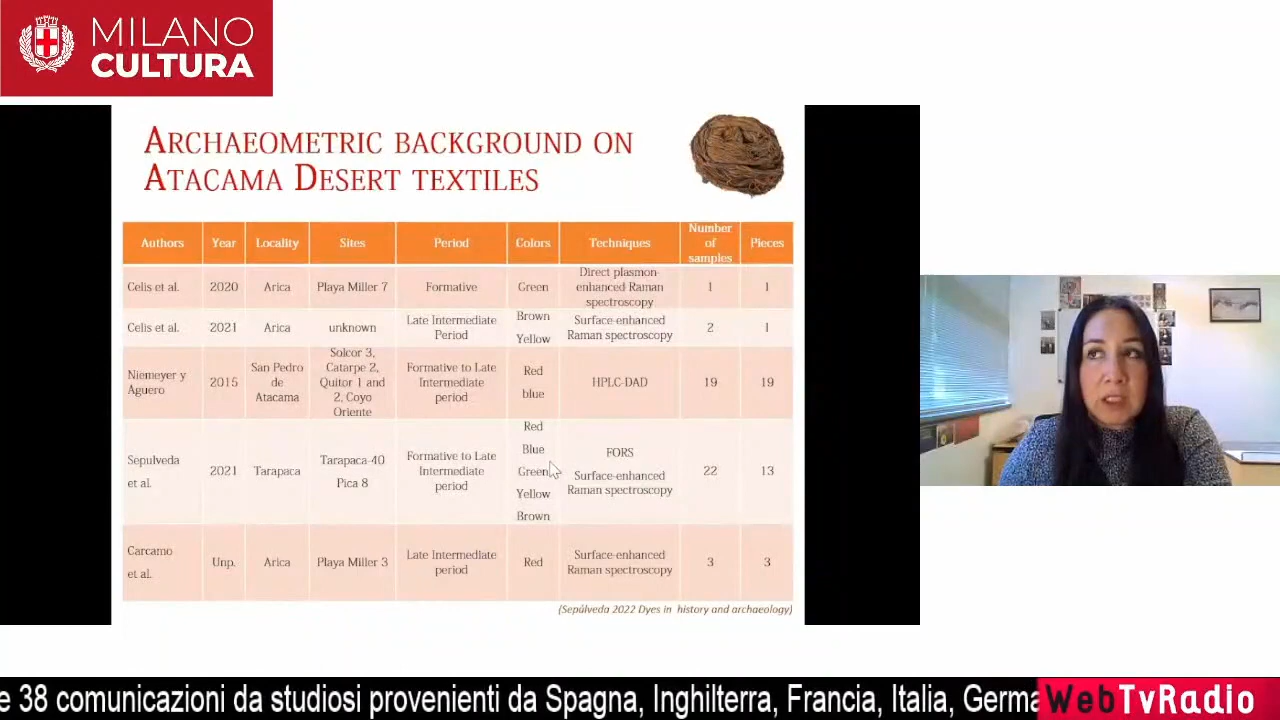 MILANO
CULTURA
ARCHAEOMETRIC BACKGROUND ON
ATACAMA DESERT TEXTILES
Authors Year Locality Sites Period Colors Techniques Number of samples Pieces
Celis et al. 2020 Arica Playa Miller 7 Formative Green Direct plasmon-enhanced Raman spectroscopy 1 1
Celis et al. 2021 Arica unknown Late Intermediate Period Brown Yellow Surface-enhanced Raman spectroscopy 2 1
Niemeyer y Aguero 2015 San Pedro de Atacama Solcor 3, Catarpe 2, Quitor 1 and 2, Coyo Oriente Formative to Late Intermediate period Red blue HPLC-DAD 19 19
Sepulveda et al. 2021 Tarapaca Tarapaca-40 Pica 8 Formative to Late Intermediate period Red Blue Green Yellow Brown FORS Surface-enhanced Raman spectroscopy 22 13
Carcamo et al. Unp. Arica Playa Miller 3 Late Intermediate period Red Surface-enhanced Raman spectroscopy 3 3
(Sepúlveda 2022 Dyes in history and archaeology)
e 38 comunicazioni da studiosi provenienti da Spagna, Inghilterra, Francia, Italia, Germa
WebTvRadio